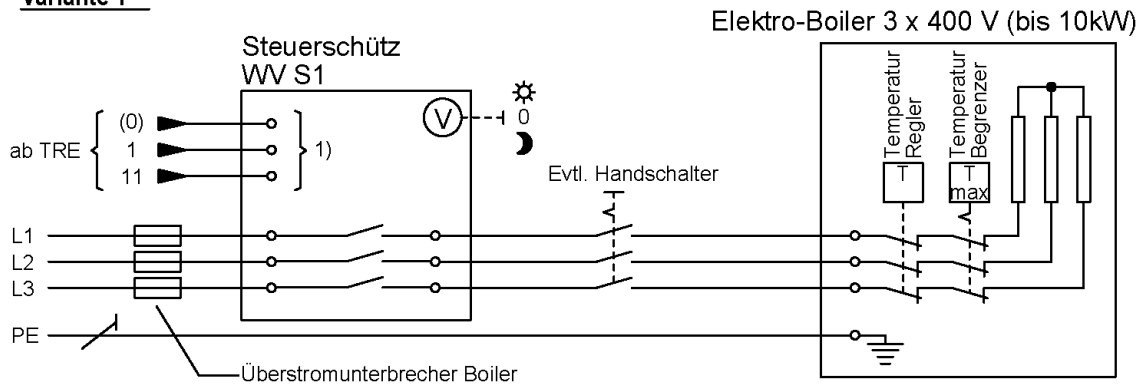 Variante 1
Elektro-Boiler 3 x 400 V (bis 10kW)
Steuerschütz
WV S1
V
0
(0)
ab TRE
1
1)
11
Evtl. Handschalter
Temperatur
Regler
Temperatur
Begrenzer
T
T
max
L1
L2
L3
PE
Überstromunterbrecher Boiler